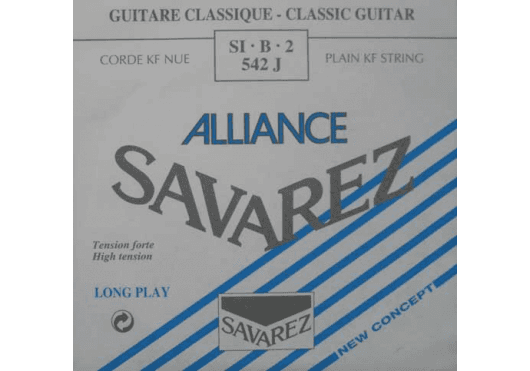 GUITARE CLASSIQUE - CLASSIC GUITAR
CORDE KF NUE
SI · B · 2
542 J
PLAIN KF STRING
ALLIANCE
SAVAREZ
Tension forte
High tension
LONG PLAY
SAVAREZ
NEW CONCEPT